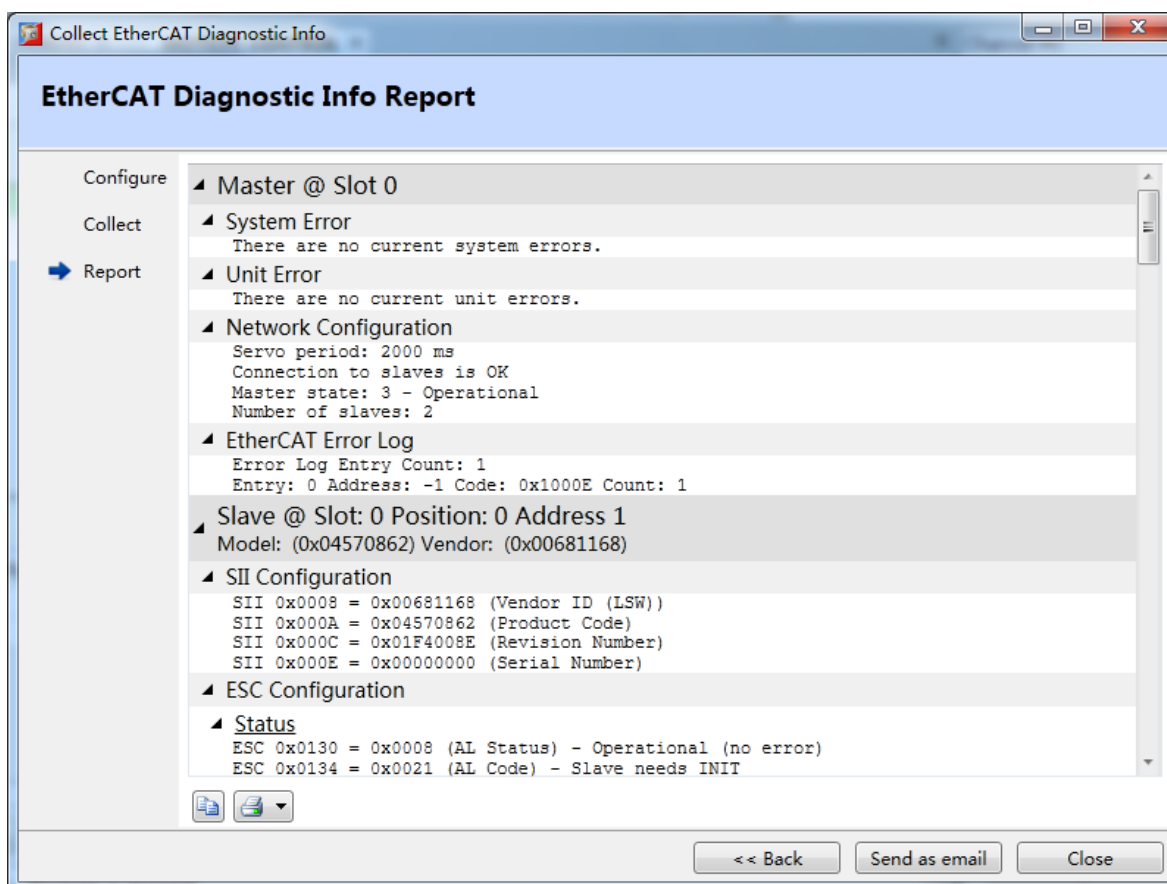 Collect EtherCAT Diagnostic Info
EtherCAT Diagnostic Info Report
Configure
Collect
Report
Master @ Slot 0
System Error
There are no current system errors.
Unit Error
There are no current unit errors.
Network Configuration
Servo period: 2000 ms
Connection to slaves is OK
Master state: 3 - Operational
Number of slaves: 2
EtherCAT Error Log
Error Log Entry Count: 1
Entry: 0 Address: -1 Code: 0x1000E Count: 1
Slave @ Slot: 0 Position: 0 Address 1
Model: (0x04570862) Vendor: (0x00681168)
SII Configuration
SII 0x0008 = 0x00681168 (Vendor ID (LSW))
SII 0x000A = 0x04570862 (Product Code)
SII 0x000C = 0x01F4008E (Revision Number)
SII 0x000E = 0x00000000 (Serial Number)
ESC Configuration
Status
ESC 0x0130 = 0x0008 (AL Status) - Operational (no error)
ESC 0x0134 = 0x0021 (AL Code) - Slave needs INIT
<< Back
Send as email
Close